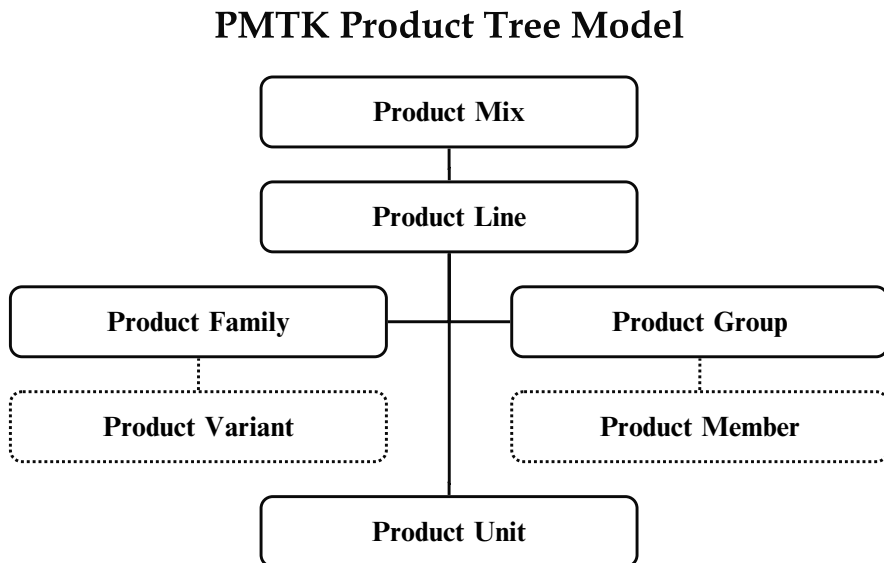 PMTK Product Tree Model
Product Mix
Product Line
Product Family
Product Group
Product Variant
Product Member
Product Unit